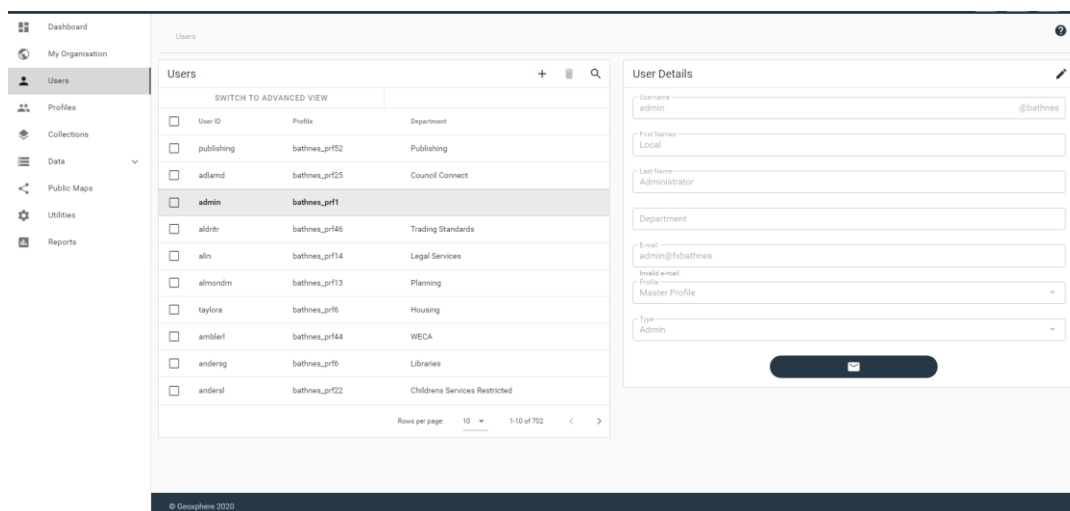 Dashboard
My Organisation
Users
Profiles
Collections
Data
Public Maps
Utilities
Reports
Users
Users
SWITCH TO ADVANCED VIEW
User ID Profile Department
publishing bathnes_prf52 Publishing
adlamd bathnes_prf25 Council Connect
admin bathnes_prf1
aldritr bathnes_prf46 Trading Standards
alin bathnes_prf14 Legal Services
almondm bathnes_prf13 Planning
taylora bathnes_prf6 Housing
amblerl bathnes_prf44 WECA
andersg bathnes_prf6 Libraries
andersl bathnes_prf22 Childrens Services Restricted
Rows per page: 10 1-10 of 702
User Details
Username
admin @bathnes
First Names
Local
Last Name
Administrator
Department
E-mail
admin@fxbathnes
Invalid e-mail.
Profile
Master Profile
Type
Admin
© Geoxphere 2020